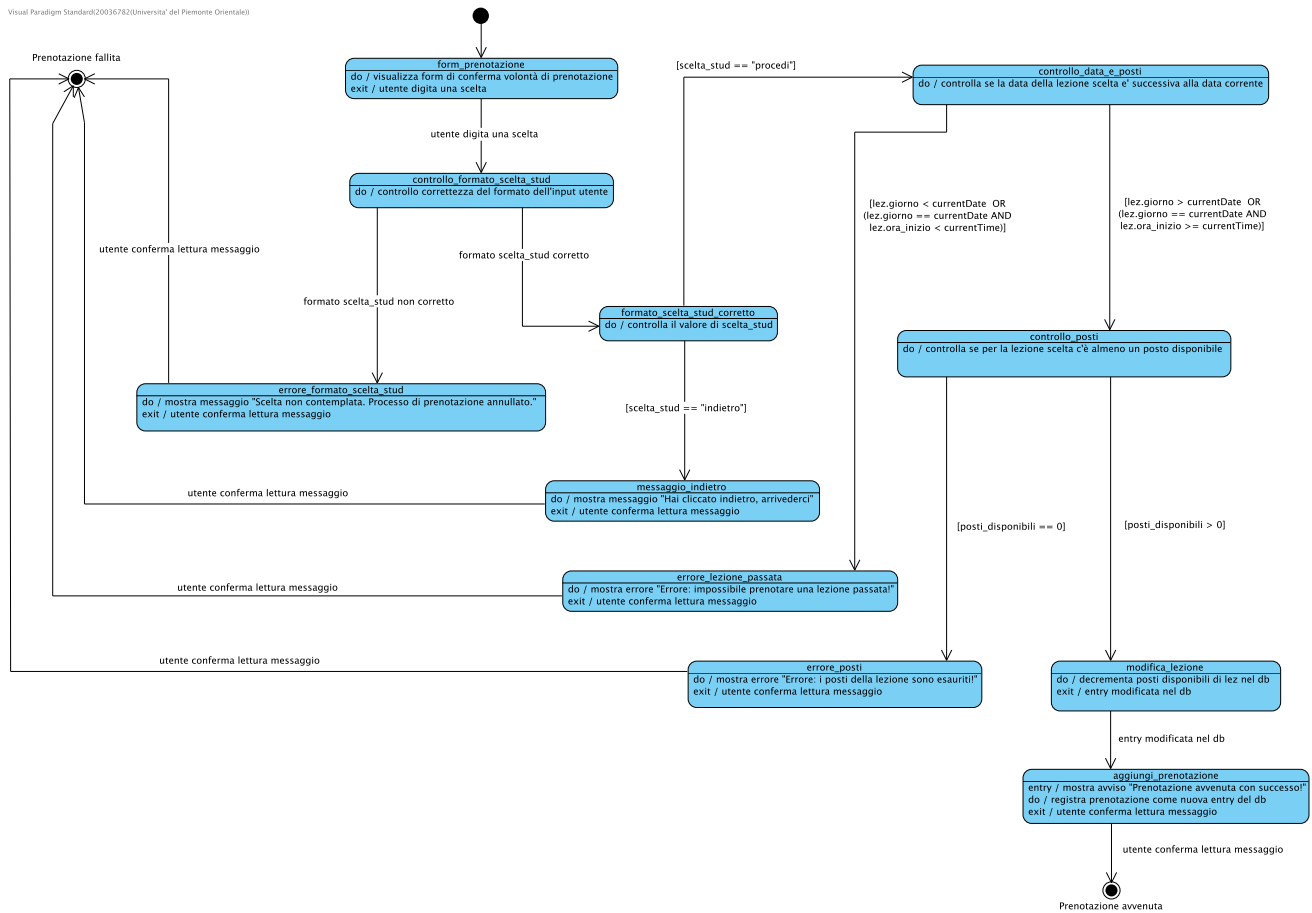 Visual Paradigm Standard(20036782(Universita' del Piemonte Orientale))
Prenotazione fallita
form_prenotazione
do / visualizza form di conferma volontà di prenotazione
exit / utente digita una scelta
[scelta_stud == "procedi"]
controllo_data_e_posti
do / controlla se la data della lezione scelta e' successiva alla data corrente
utente digita una scelta
controllo_formato_scelta_stud
do / controllo correttezza del formato dell'input utente
[lez.giorno < currentDate OR
(lez.giorno == currentDate AND
lez.ora_inizio < currentTime)]
[lez.giorno > currentDate OR
(lez.giorno == currentDate AND
lez.ora_inizio >= currentTime)]
utente conferma lettura messaggio
formato scelta_stud corretto
formato scelta_stud non corretto
formato_scelta_stud_corretto
do / controlla il valore di scelta_stud
controllo_posti
do / controlla se per la lezione scelta c'è almeno un posto disponibile
errore_formato_scelta_stud
do / mostra messaggio "Scelta non contemplata. Processo di prenotazione annullato."
exit / utente conferma lettura messaggio
[scelta_stud == "indietro"]
messaggio_indietro
do / mostra messaggio "Hai cliccato indietro, arrivederci"
exit / utente conferma lettura messaggio
utente conferma lettura messaggio
[posti_disponibili == 0]
[posti_disponibili > 0]
errore_lezione_passata
do / mostra errore "Errore: impossibile prenotare una lezione passata!"
exit / utente conferma lettura messaggio
utente conferma lettura messaggio
utente conferma lettura messaggio
errore_posti
do / mostra errore "Errore: i posti della lezione sono esauriti!"
exit / utente conferma lettura messaggio
modifica_lezione
do / decrementa posti disponibili di lez nel db
exit / entry modificata nel db
entry modificata nel db
aggiungi_prenotazione
entry / mostra avviso "Prenotazione avvenuta con successo!"
do / registra prenotazione come nuova entry del db
exit / utente conferma lettura messaggio
utente conferma lettura messaggio
Prenotazione avvenuta